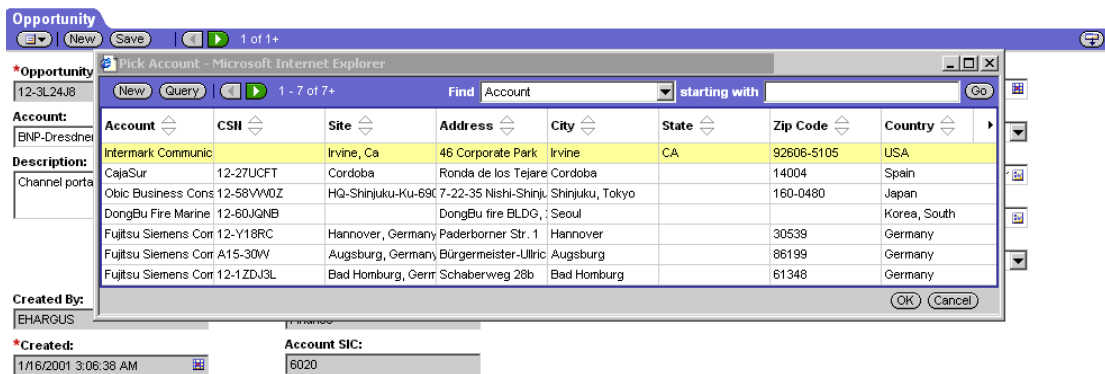 Opportunity
New Save 1 of 1+
Pick Account - Microsoft Internet Explorer
*Opportunity
12-3L24J8
New Query 1 - 7 of 7+ Find Account starting with Go
Account:
BNP-Dresdner
Account CSN Site Address City State Zip Code Country
Intermark Communic Irvine, Ca 46 Corporate Park Irvine CA 92606-5105 USA
Description:
Channel porta
CajaSur 12-27UCFT Cordoba Ronda de los Tejare Cordoba 14004 Spain
Obic Business Cons 12-58VW0Z HQ-Shinjuku-Ku-690 7-22-35 Nishi-Shinju Shinjuku, Tokyo 160-0480 Japan
DongBu Fire Marine 12-60JQNB DongBu fire BLDG, Seoul Korea, South
Fujitsu Siemens Com 12-Y18RC Hannover, Germany Paderborner Str. 1 Hannover 30539 Germany
Fujitsu Siemens Com A15-30W Augsburg, Germany Bürgermeister-Ullric Augsburg 86199 Germany
Fujitsu Siemens Com 12-1ZDJ3L Bad Homburg, Germ Schaberweg 28b Bad Homburg 61348 Germany
OK Cancel
Created By:
EHARGUS
Finance
*Created:
1/16/2001 3:06:38 AM
Account SIC:
6020